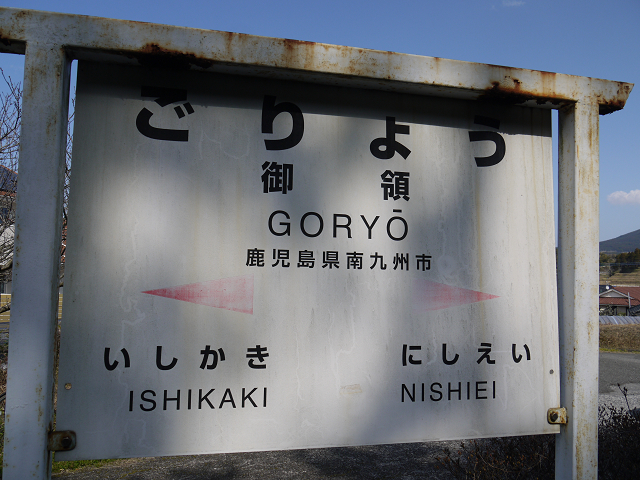 ごりよう
御領
GORYŌ
鹿児島県南九州市
いしかき にしえい
ISHIKAKI NISHIEI